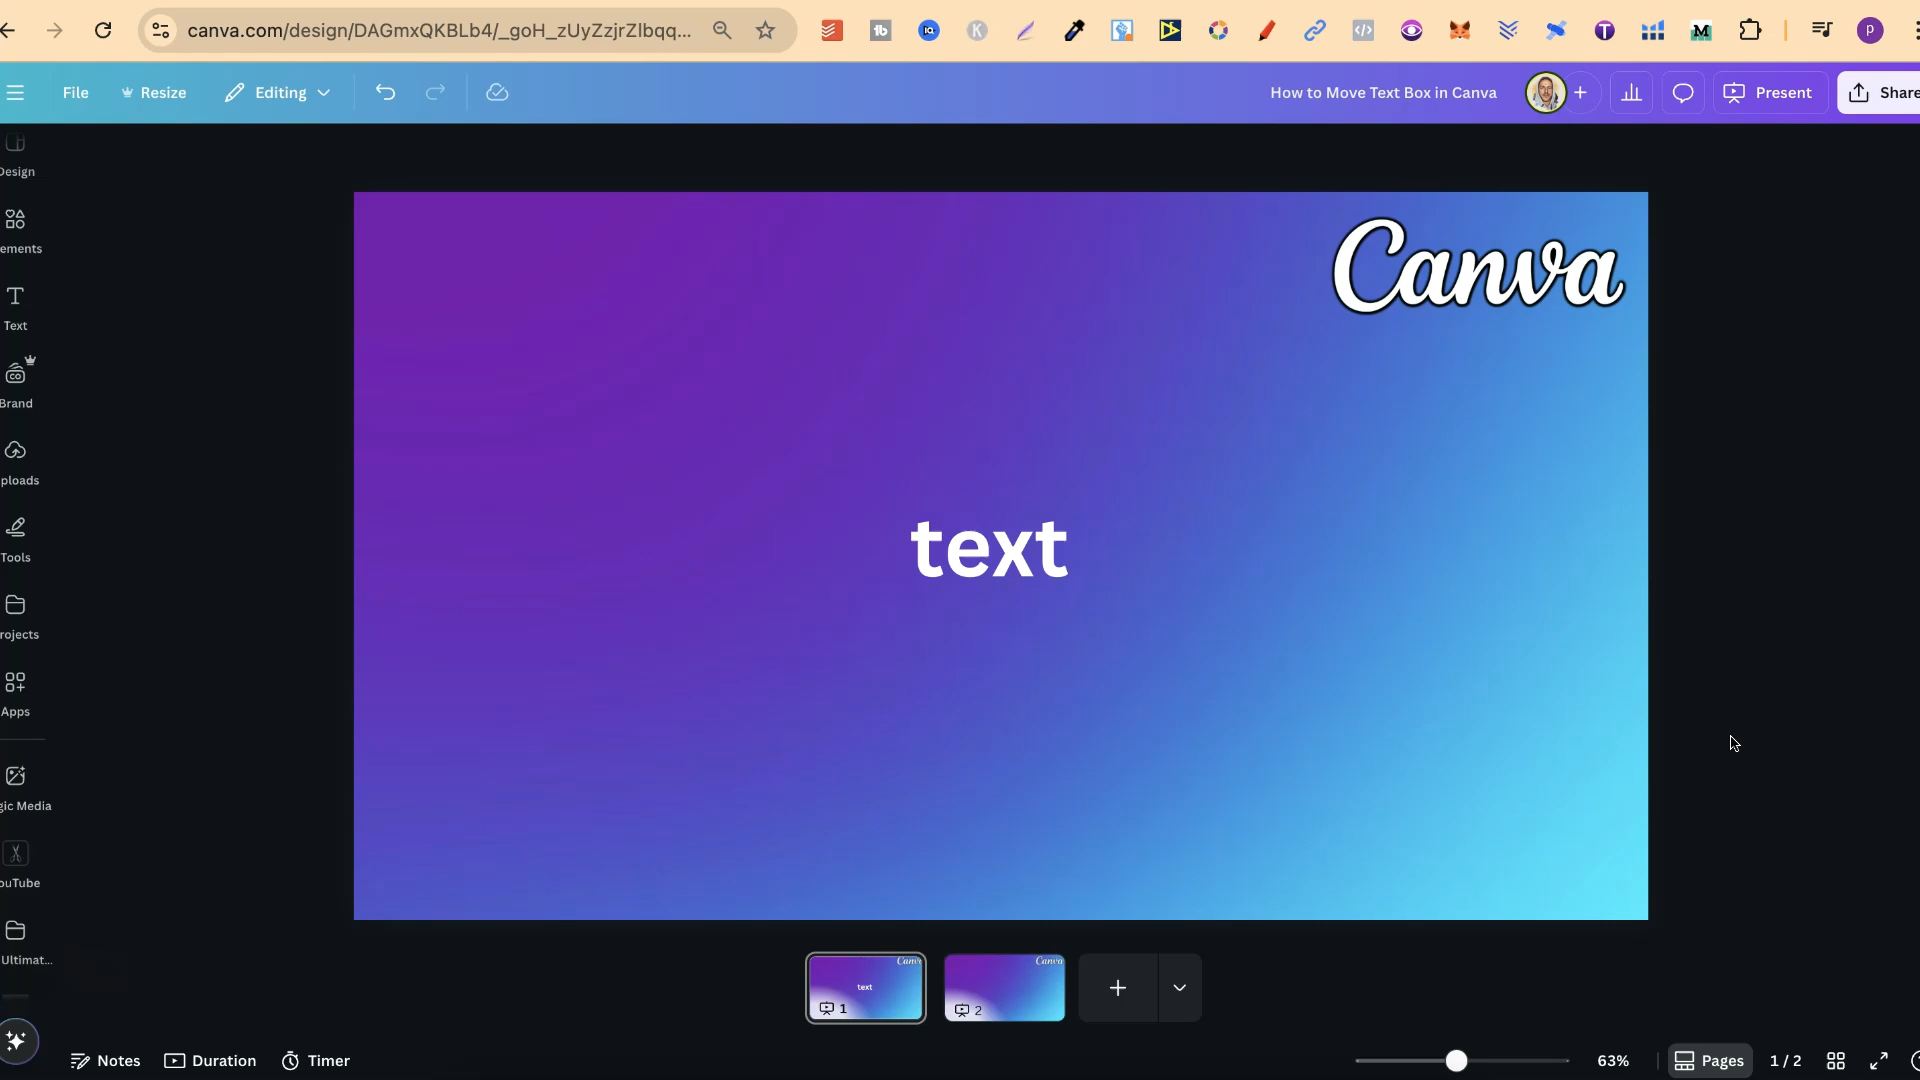 canva.com/design/DAGmxQKBLb4/_goH_zUyZzjrZlbqq...
File
Resize
Editing
How to Move Text Box in Canva
Present
Share
Design
ements
Text
Brand
ploads
Tools
rojects
Apps
gic Media
ouTube
Ultimat...
Canva
text
Canva
text
1
Canva
2
Notes
Duration
Timer
63%
Pages
1 / 2